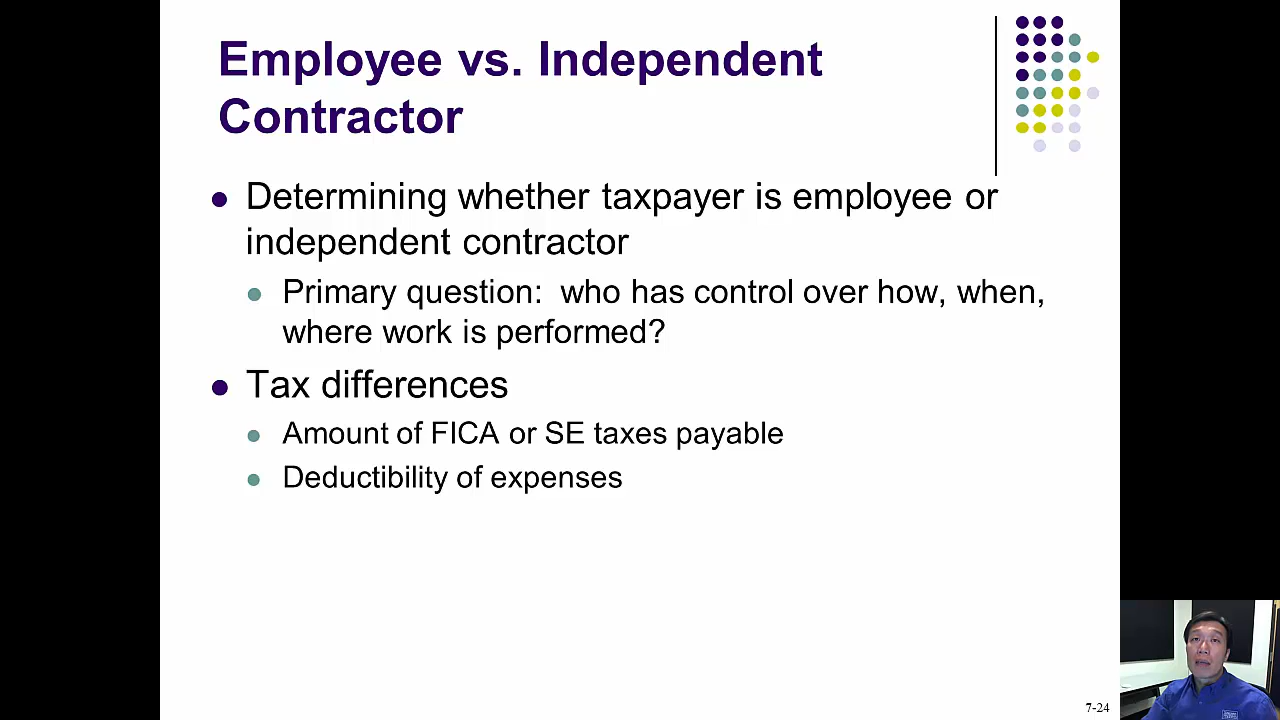 Employee vs. Independent
Contractor
Determining whether taxpayer is employee or
independent contractor
Primary question:  who has control over how, when,
where work is performed?
Tax differences
Amount of FICA or SE taxes payable
Deductibility of expenses
7-24